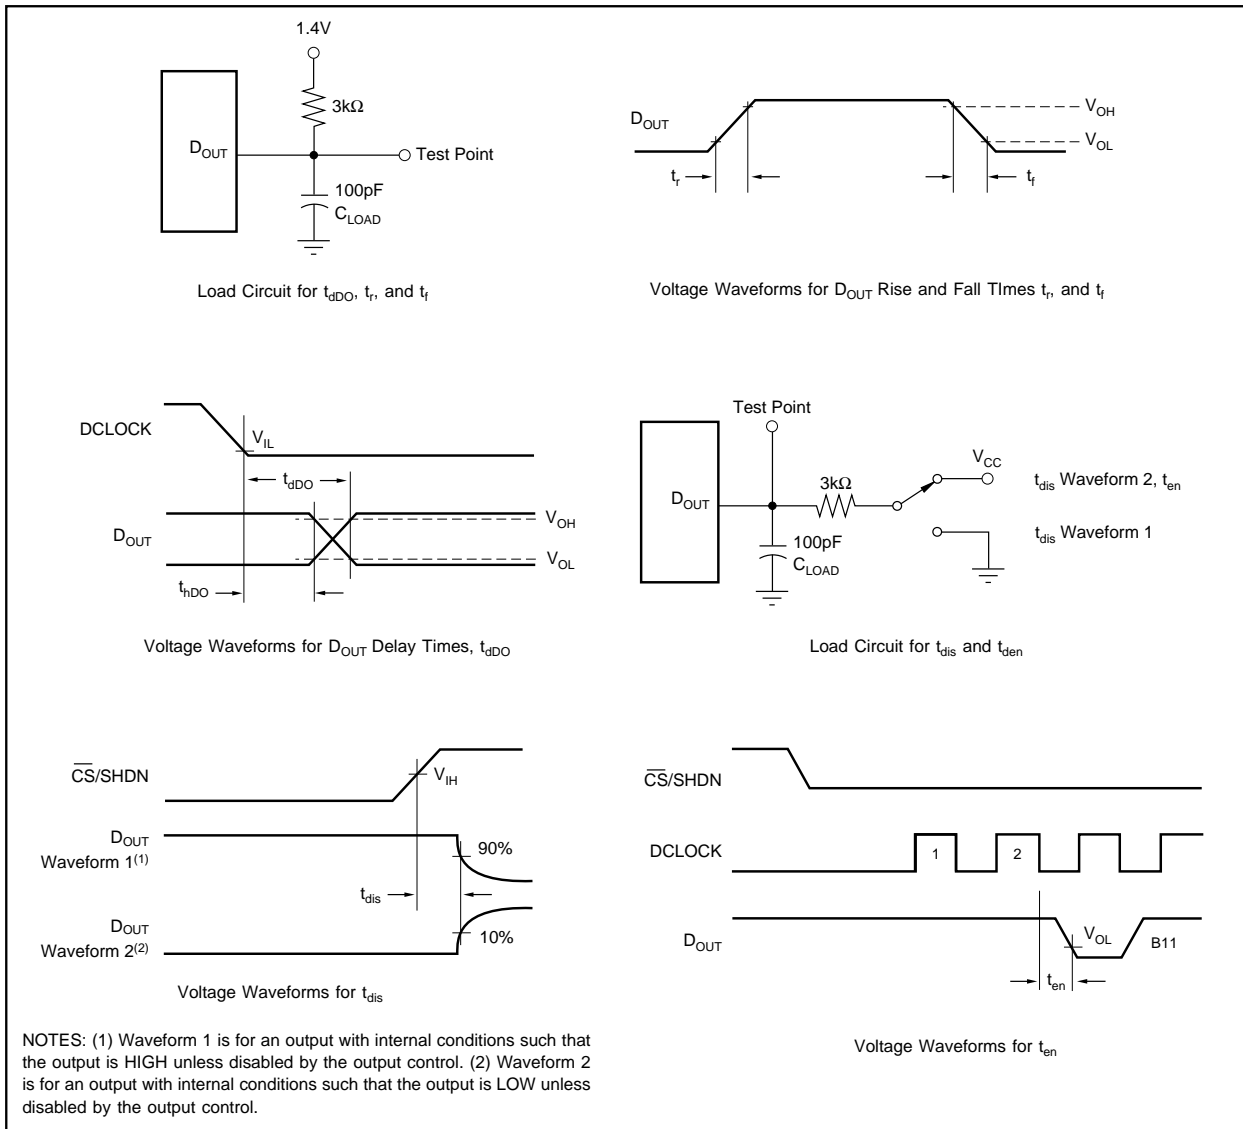 1.4V
3kΩ
DOUT
Test Point
100pF
CLOAD
Load Circuit for tdDO, tr, and tf
DOUT
VOH
VOL
tr
tf
Voltage Waveforms for DOUT Rise and Fall TImes tr, and tf
DCLOCK
VIL
tdDO
DOUT
VOH
VOL
thDO
Voltage Waveforms for DOUT Delay Times, tdDO
Test Point
DOUT
3kΩ
VCC
tdis Waveform 2, ten
100pF
CLOAD
tdis Waveform 1
Load Circuit for tdis and tden
CS/SHDN
VIH
DOUT
Waveform 1(1)
90%
tdis
DOUT
Waveform 2(2)
10%
Voltage Waveforms for tdis
CS/SHDN
DCLOCK
1
2
DOUT
VOL
B11
ten
Voltage Waveforms for ten
NOTES: (1) Waveform 1 is for an output with internal conditions such that
the output is HIGH unless disabled by the output control. (2) Waveform 2
is for an output with internal conditions such that the output is LOW unless
disabled by the output control.